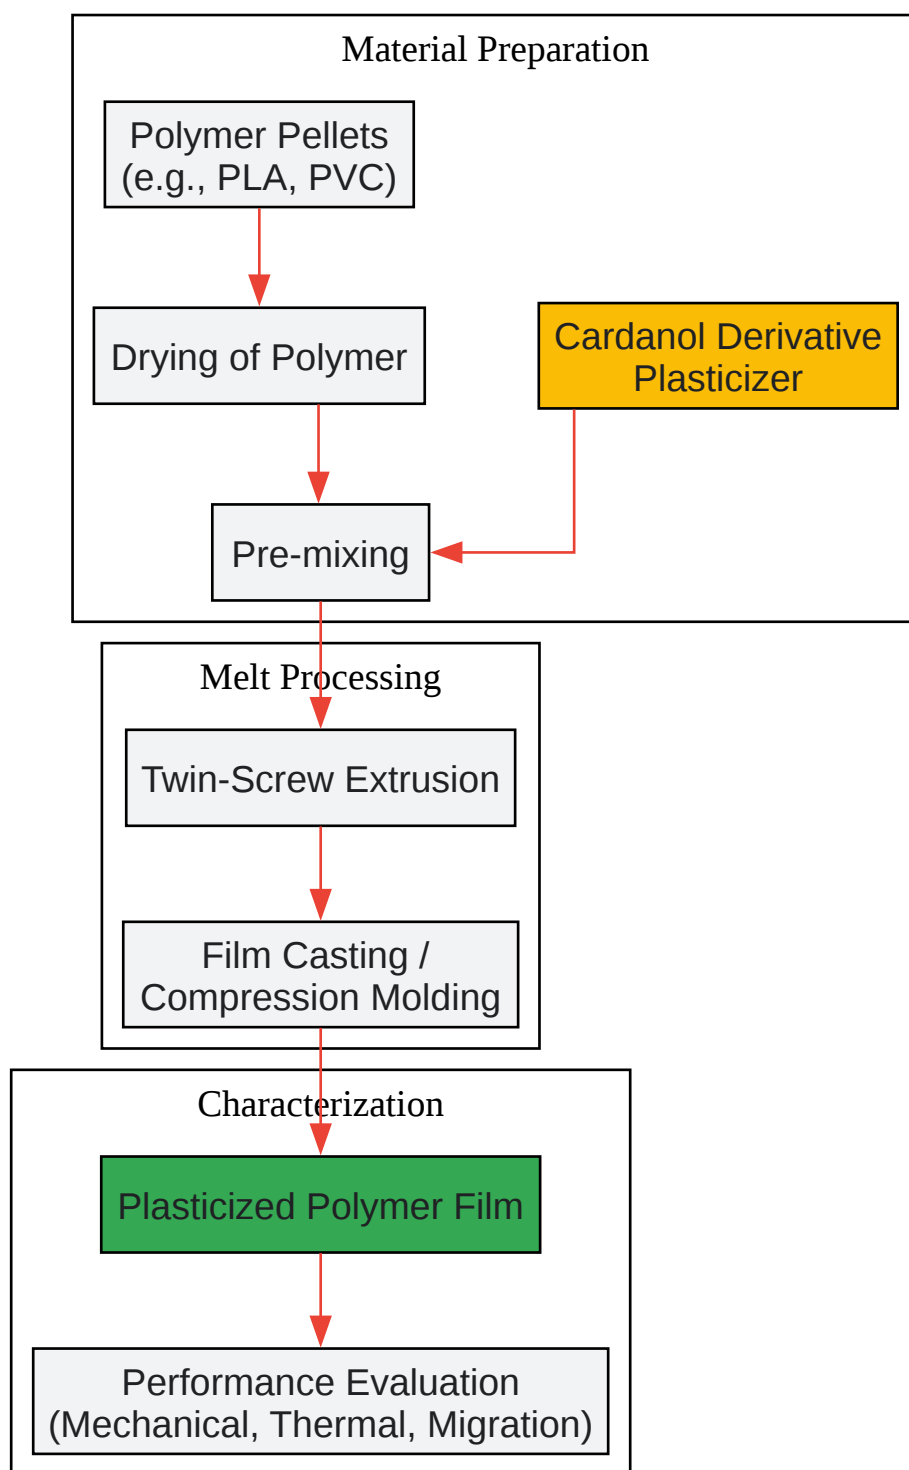 Material Preparation
Polymer Pellets
(e.g., PLA, PVC)
Drying of Polymer
Cardanol Derivative
Plasticizer
Pre-mixing
Melt Processing
Twin-Screw Extrusion
Film Casting /
Compression Molding
Characterization
Plasticized Polymer Film
Performance Evaluation
(Mechanical, Thermal, Migration)